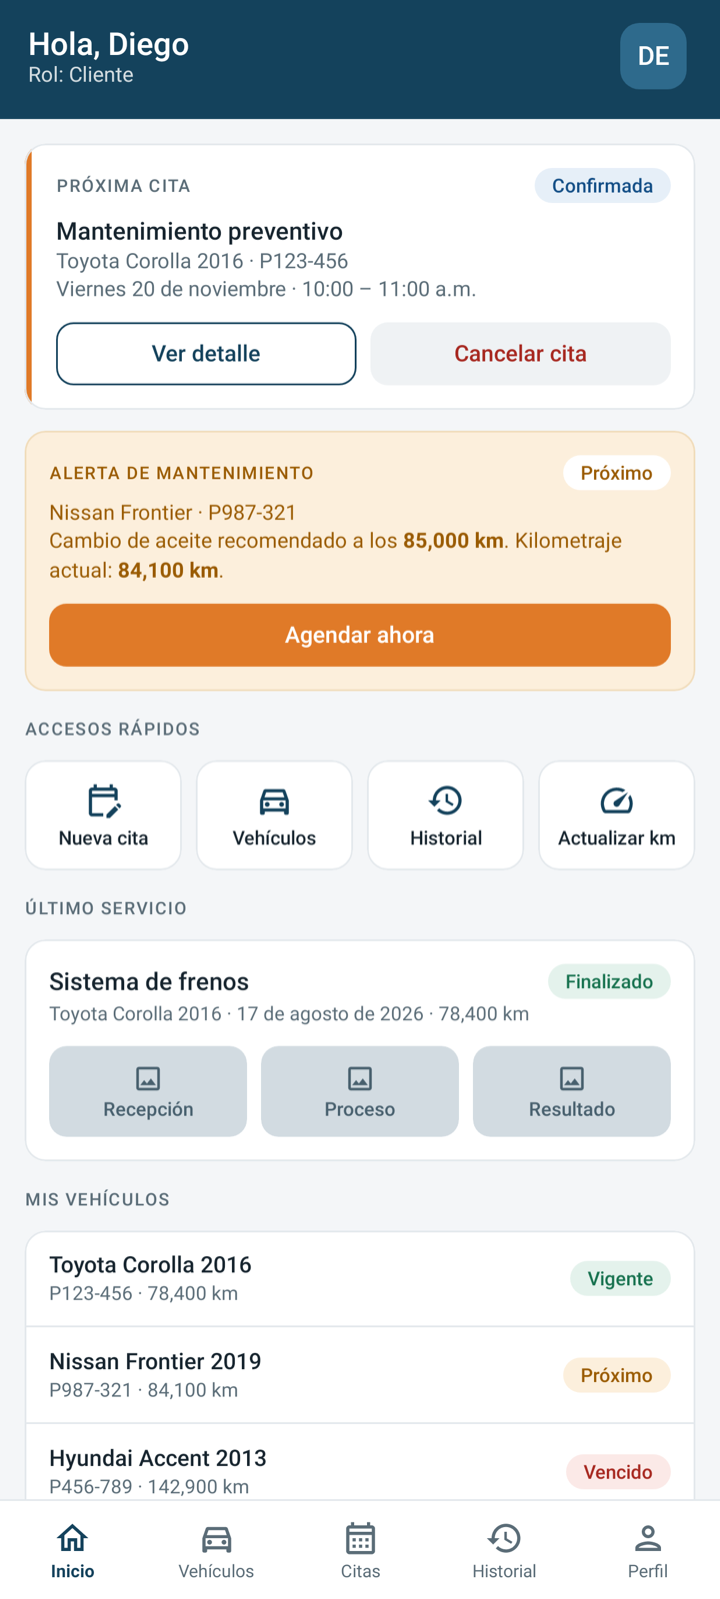 Hola, Diego
Rol: Cliente
DE
PRÓXIMA CITA
Confirmada
Mantenimiento preventivo
Toyota Corolla 2016 · P123-456
Viernes 20 de noviembre · 10:00 – 11:00 a.m.
Ver detalle
Cancelar cita
ALERTA DE MANTENIMIENTO
Próximo
Nissan Frontier · P987-321
Cambio de aceite recomendado a los 85,000 km. Kilometraje
actual: 84,100 km.
Agendar ahora
ACCESOS RÁPIDOS
Nueva cita
Vehículos
Historial
Actualizar km
ÚLTIMO SERVICIO
Sistema de frenos
Finalizado
Toyota Corolla 2016 · 17 de agosto de 2026 · 78,400 km
Recepción
Proceso
Resultado
MIS VEHÍCULOS
Toyota Corolla 2016
P123-456 · 78,400 km
Vigente
Nissan Frontier 2019
P987-321 · 84,100 km
Próximo
Hyundai Accent 2013
P456-789 · 142,900 km
Vencido
Inicio
Vehículos
Citas
Historial
Perfil